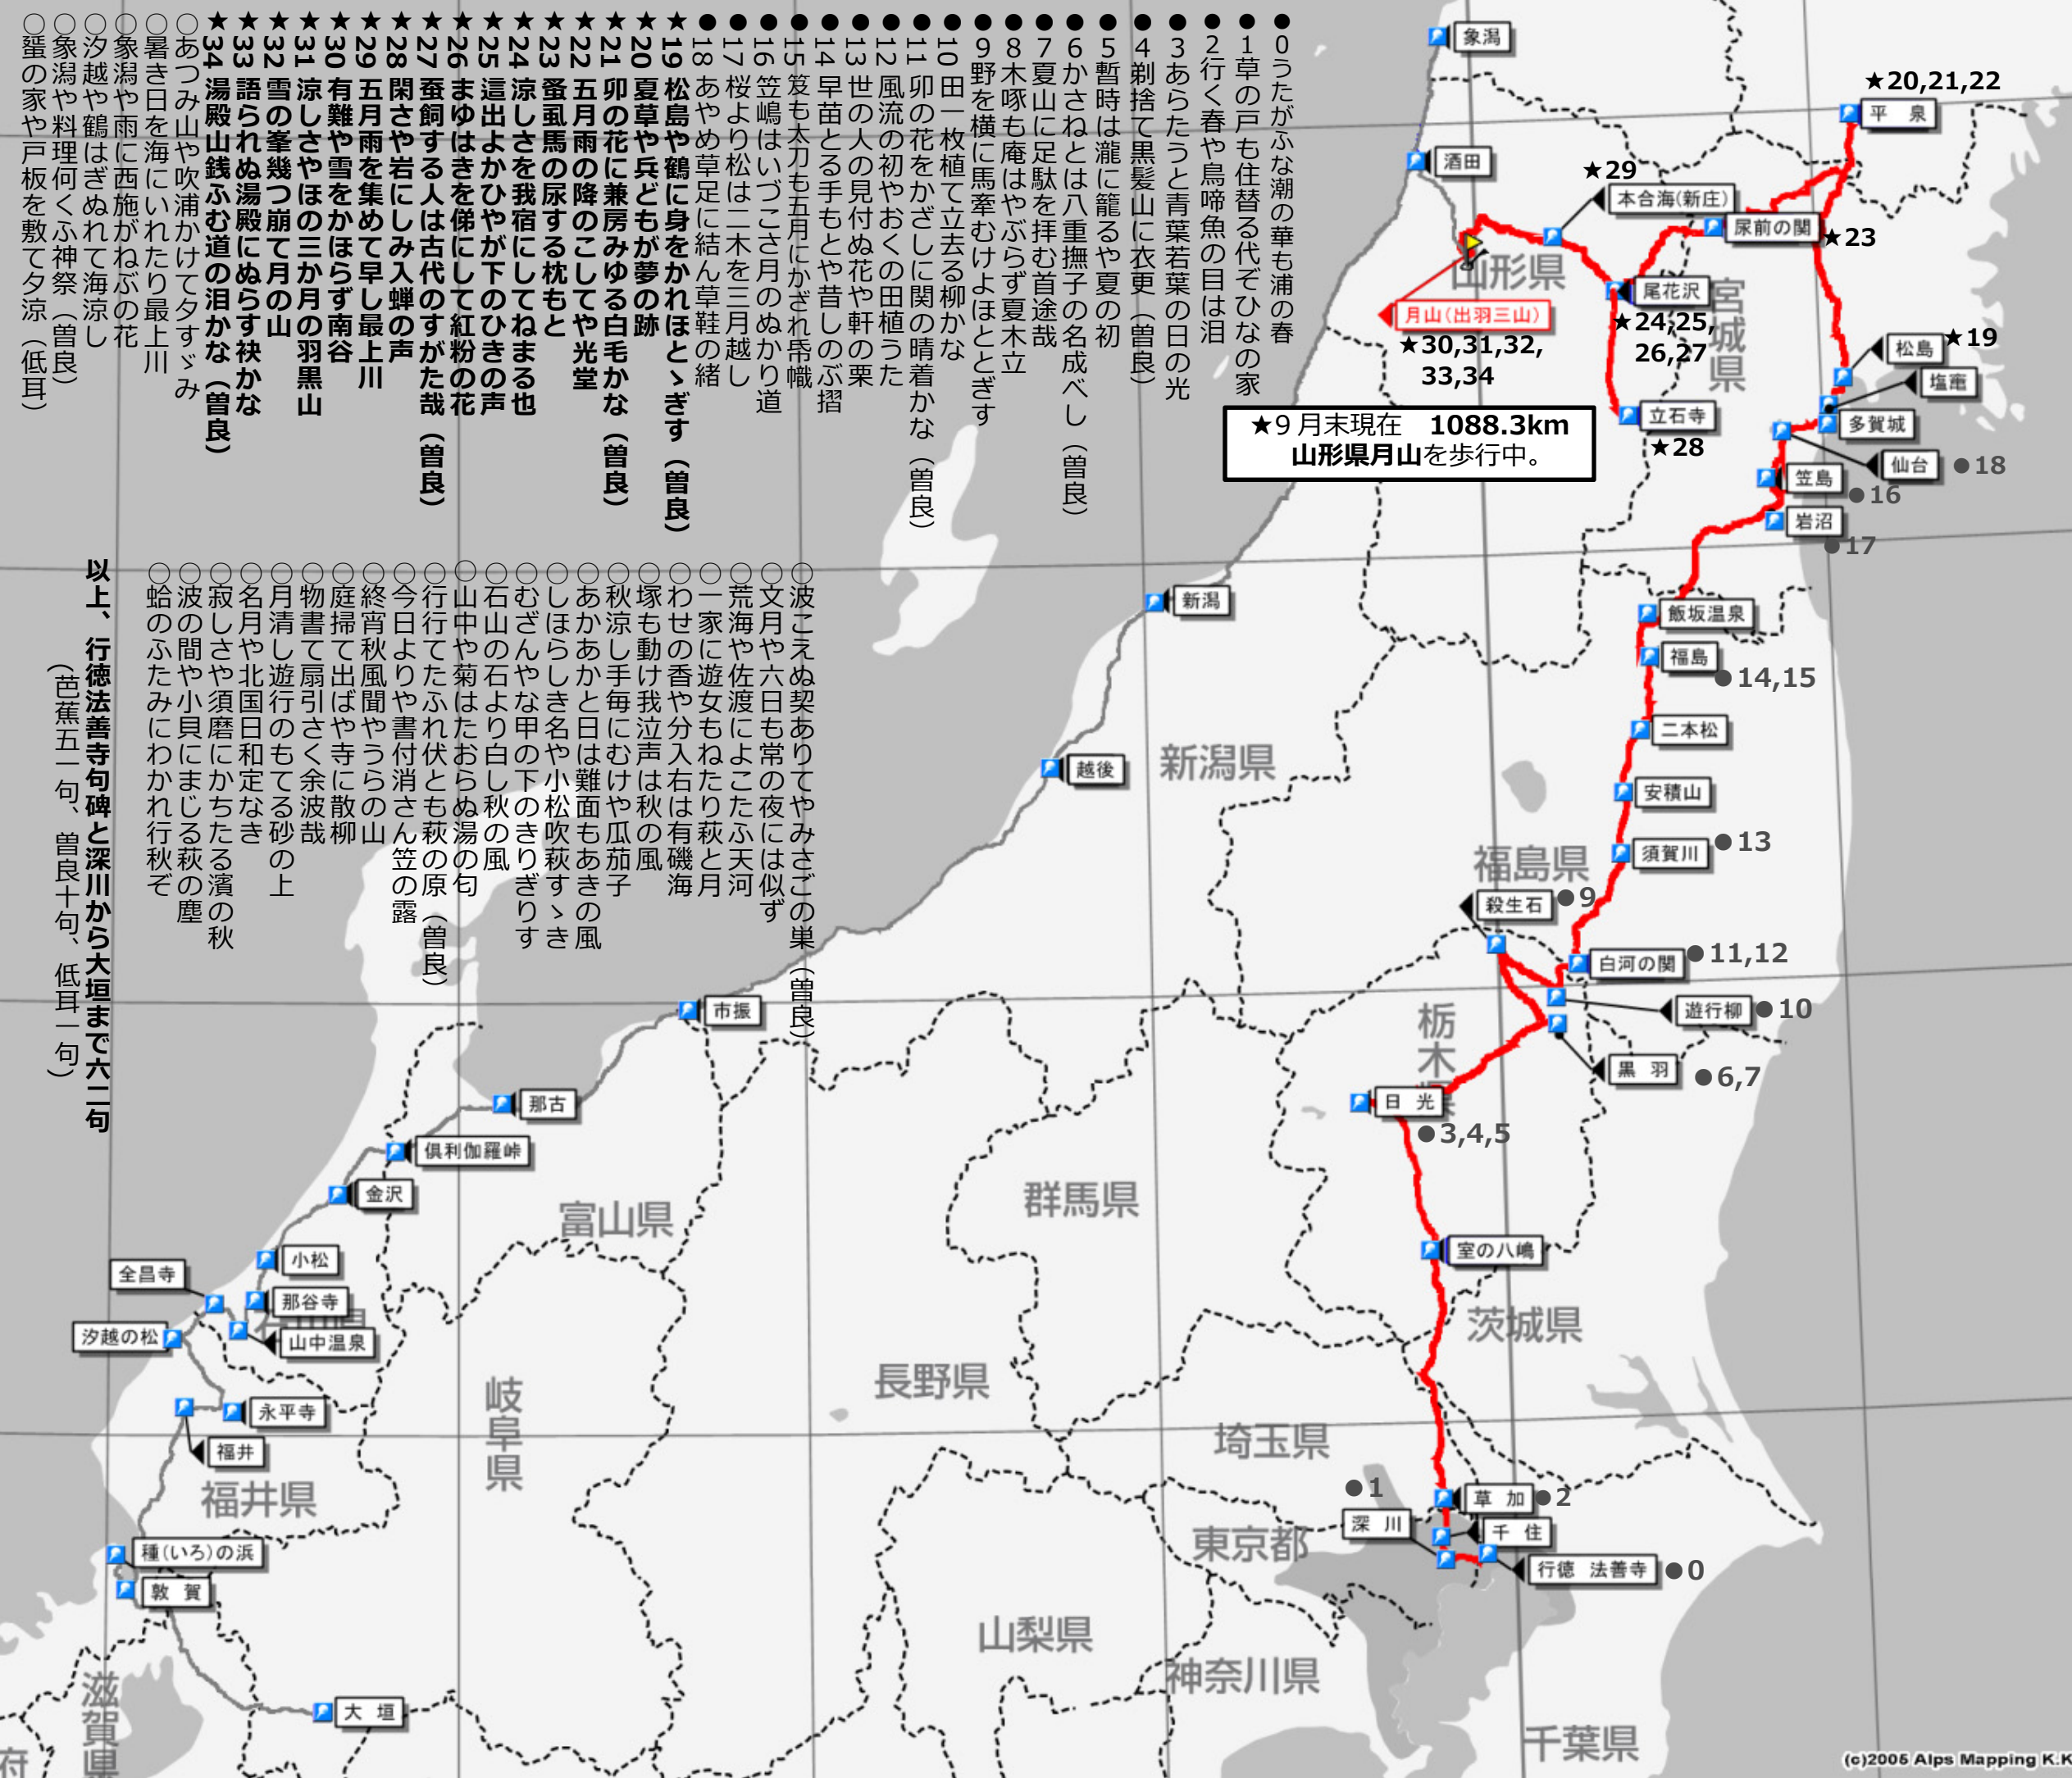 ●0うたがふな潮の華も浦の春
●1草の戸も住替る代ぞひなの家
●2行く春や鳥啼魚の目は泪
●3あらたうと青葉若葉の日の光
●4剃捨て黒髪山に衣更（曽良）
●5暫時は瀧に籠るや夏の初
●6かさねとは八重撫子の名成べし（曽良）
●7夏山に足駄を拝む首途哉
●8木啄も庵はやぶらず夏木立
●9野を横に馬牽むけよほととぎす
●10 田一枚植て立去る柳かな
●11 卯の花をかざしに関の晴着かな（曽良）
●12 風流の初やおくの田植うた
●13 世の人の見付ぬ花や軒の栗
●14 早苗とる手もとや昔しのぶ摺
●15 笈も太刀も五月にかざれ帋幟
●16 笠嶋はいづこさ月のぬかり道
●17 桜より松は二木を三月越し
●18 あやめ草足に結ん草鞋の緒
★19 松島や鶴に身をかれほとゝぎす（曽良）
★20 夏草や兵どもが夢の跡
★21 卯の花に兼房みゆる白毛かな（曽良）
★22 五月雨の降のこしてや光堂
★23 蚤虱馬の尿する枕もと
★24 涼しさを我宿にしてねまる也
★25 這出よかひやが下のひきの声
★26 まゆはきを俤にして紅粉の花
★27 蚕飼する人は古代のすがた哉（曽良）
★28 閑さや岩にしみ入蝉の声
★29 五月雨を集めて早し最上川
★30 有難や雪をかほらず南谷
★31 涼しさやほの三か月の羽黒山
★32 雪の峯幾つ崩て月の山
★33 語られぬ湯殿にぬらす袂かな
★34 湯殿山銭ふむ道の泪かな（曽良）
○あつみ山や吹浦かけて夕すゞみ
○暑き日を海にいれたり最上川
○象潟や雨に西施がねぶの花
○汐越や鶴はぎぬれて海涼し
○象潟や料理何くふ神祭（曽良）
○蜑の家や戸板を敷て夕涼（低耳）
○波こえぬ契ありてやみさごの巣（曽良）
○文月や六日も常の夜には似ず
○荒海や佐渡によこたふ天河
○一家に遊女もねたり萩と月
○わせの香や分入右は有磯海
○塚も動け我泣声は秋の風
○秋涼し手毎にむけや瓜茄子
○あかあかと日は難面もあきの風
○しほらしき名や小松吹萩すゝき
○むざんやな甲の下のきりぎりす
○石山の石より白し秋の風
○山中や菊はたおらぬ湯の匂
○行行てたふれ伏とも萩の原（曽良）
○今日よりや書付消さん笠の露
○終宵秋風聞やうらの山
○庭掃て出ばや寺に散柳
○物書て扇引さく余波哉
○月清し遊行のもてる砂の上
○名月や北国日和定なき
○寂しさや須磨にかちたる濱の秋
○波の間や小貝にまじる萩の塵
○蛤のふたみにわかれ行秋ぞ
以上、行徳法善寺句碑と深川から大垣まで六二句
（芭蕉五一句、曽良十句、低耳一句）
象潟
酒田
★20,21,22
平　泉
★29
本合海(新庄)
尿前の関
★23
山形県
宮城県
尾花沢
★24,25,
26,27
月山(出羽三山)
★30,31,32,
33,34
松島
★19
塩竈
多賀城
立石寺
★28
★9月末現在　1088.3km
山形県月山を歩行中。
仙台
●18
笠島
●16
岩沼
●17
新潟
飯坂温泉
福島
●14,15
二本松
越後
新潟県
安積山
須賀川
●13
福島県
殺生石
●9
白河の関
●11,12
市振
遊行柳
●10
栃木県
黒　羽
●6,7
日　光
●3,4,5
那古
倶利伽羅峠
金沢
富山県
群馬県
小松
室の八嶋
全昌寺
那谷寺
茨城県
汐越の松
山中温泉
長野県
岐阜県
永平寺
福井
福井県
埼玉県
●1
草　加
●2
深　川
千　住
東京都
種(いろ)の浜
行徳　法善寺
●0
敦　賀
山梨県
神奈川県
滋賀県
大　垣
千葉県
府
(c)2005 Alps Mapping K.K